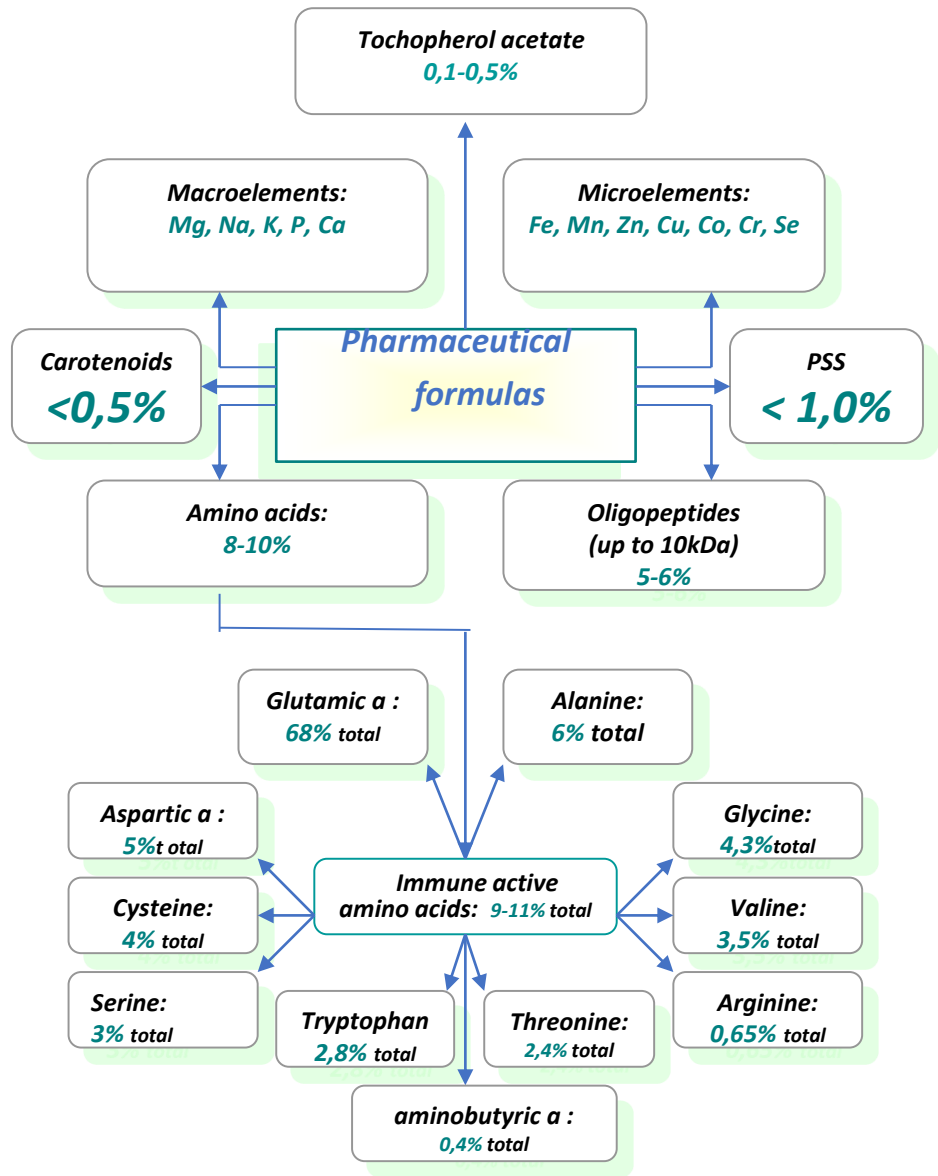 Tochopherol acetate
0,1-0,5%
Macroelements:
Mg, Na, K, P, Ca
Microelements:
Fe, Mn, Zn, Cu, Co, Cr, Se
Carotenoids
<0,5%
Pharmaceutical
formulas
PSS
< 1,0%
Amino acids:
8-10%
Oligopeptides
(up to 10kDa)
5-6%
Glutamic a :
68% total
Alanine:
6% total
Aspartic a :
5%t otal
Glycine:
4,3%total
Immune active
amino acids: 9-11% total
Cysteine:
4% total
Valine:
3,5% total
Serine:
3% total
Tryptophan
2,8% total
Threonine:
2,4% total
Arginine:
0,65% total
aminobutyric a :
0,4% total